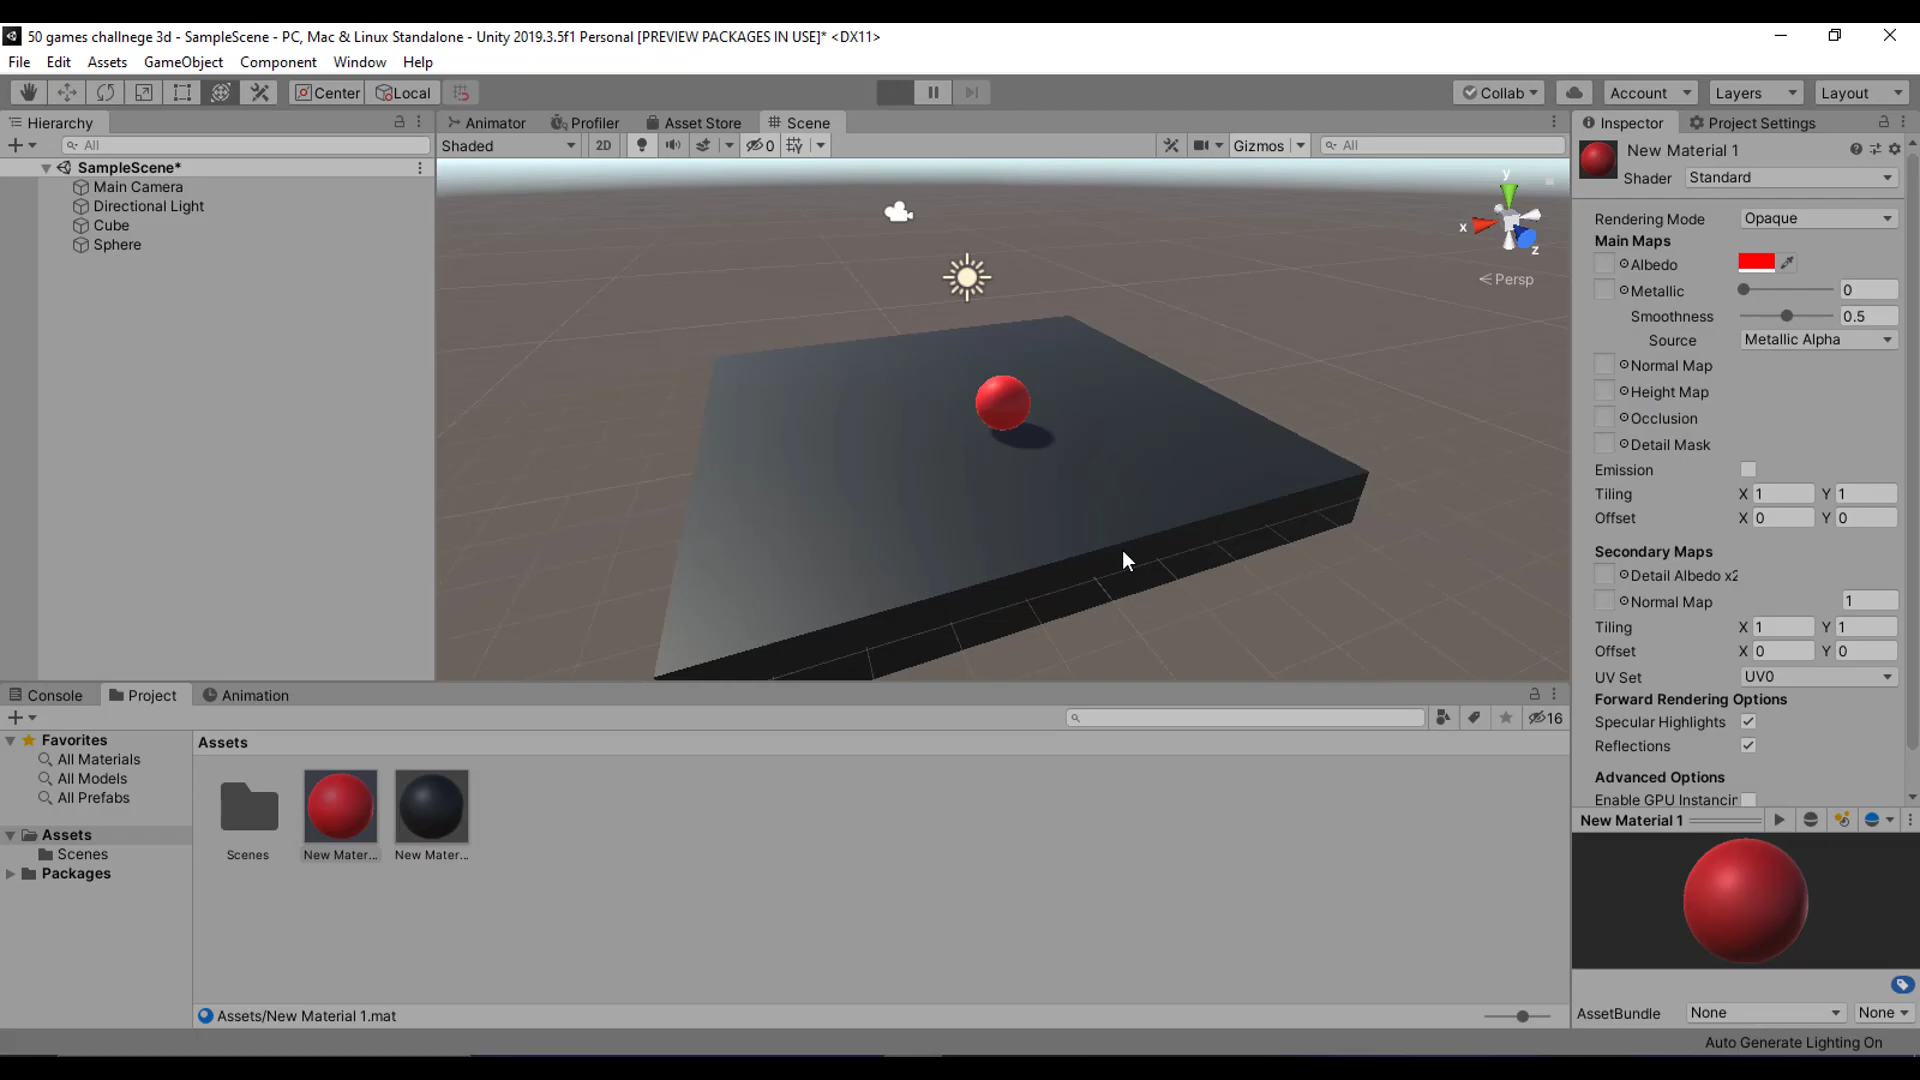 50 games challnege 3d - SampleScene - PC, Mac & Linux Standalone - Unity 2019.3.5f1 Personal [PREVIEW PACKAGES IN USE]* <DX11>
File Edit Assets GameObject Component Window Help
Center Local Collab Account Layers Layout
Hierarchy Animator Profiler Asset Store Scene Inspector Project Settings
All Shaded 2D 0 Gizmos All
SampleScene*
Main Camera
Directional Light
Cube
Sphere
y
x
z
Persp
New Material 1
Shader Standard
Rendering Mode Opaque
Main Maps
Albedo
Metallic 0
Smoothness 0.5
Source Metallic Alpha
Normal Map
Height Map
Occlusion
Detail Mask
Emission
Tiling X 1 Y 1
Offset X 0 Y 0
Secondary Maps
Detail Albedo x2
Normal Map 1
Tiling X 1 Y 1
Offset X 0 Y 0
UV Set UV0
Forward Rendering Options
Specular Highlights
Reflections
Advanced Options
Enable GPU Instancin
Console Project Animation
16
Favorites
All Materials
All Models
All Prefabs
Assets
Scenes
Packages
Assets
Scenes New Mater... New Mater...
Assets/New Material 1.mat
New Material 1
AssetBundle None None
Auto Generate Lighting On